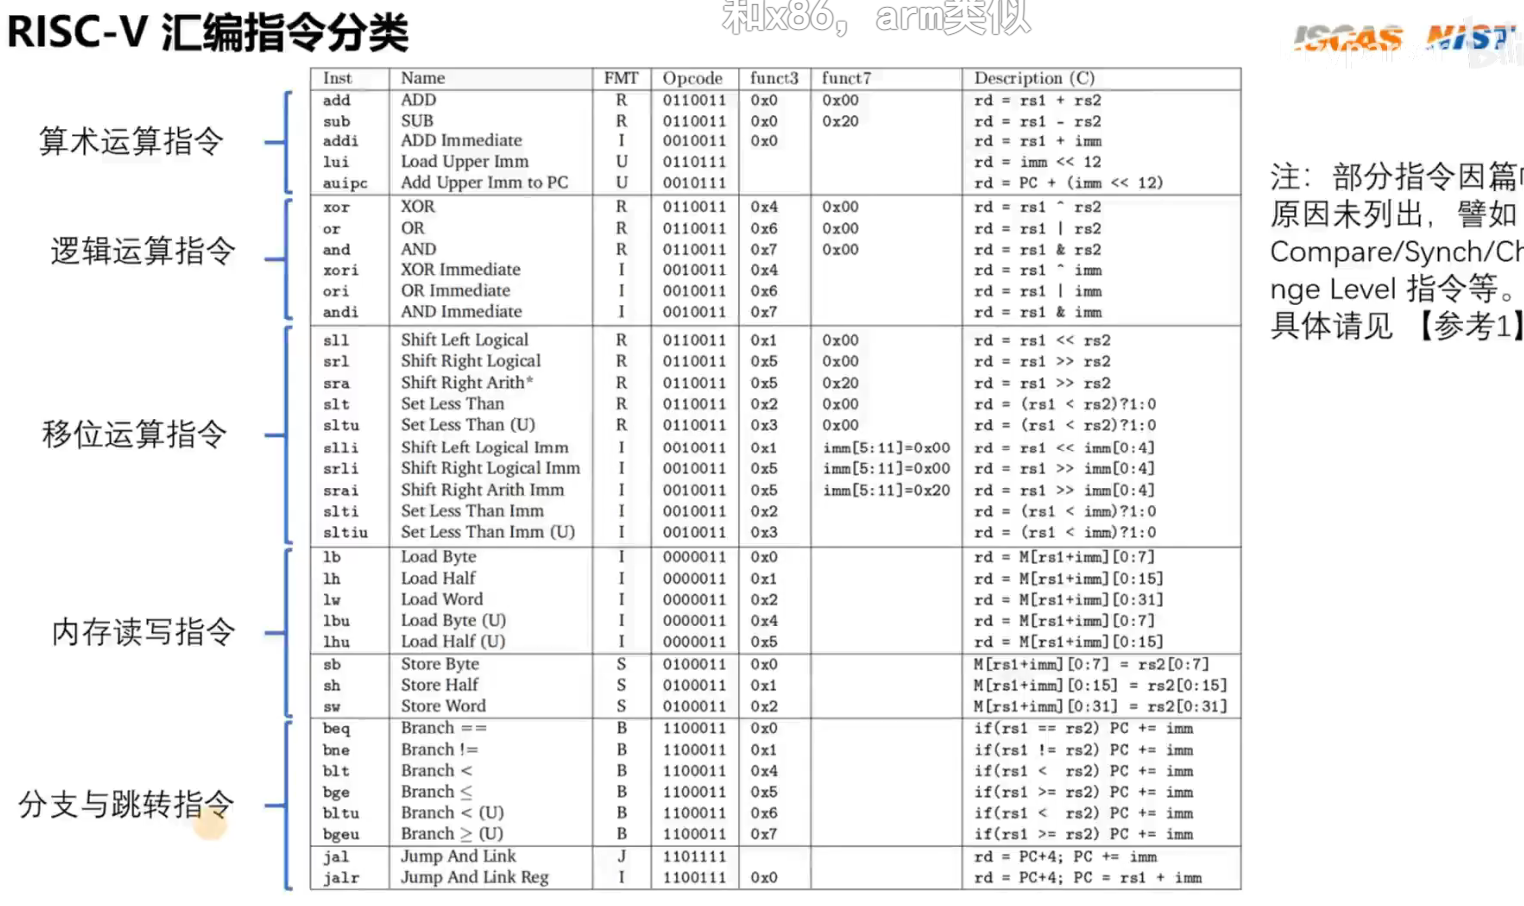 和x86，arm类似
RISC-V 汇编指令分类
ISCAS
Inst Name FMT Opcode funct3 funct7 Description (C)
算术运算指令
add ADD R 0110011 0x0 0x00 rd = rs1 + rs2
sub SUB R 0110011 0x0 0x20 rd = rs1 - rs2
addi ADD Immediate I 0010011 0x0 rd = rs1 + imm
lui Load Upper Imm U 0110111 rd = imm << 12
auipc Add Upper Imm to PC U 0010111 rd = PC + (imm << 12)
逻辑运算指令
xor XOR R 0110011 0x4 0x00 rd = rs1 ^ rs2
or OR R 0110011 0x6 0x00 rd = rs1 | rs2
and AND R 0110011 0x7 0x00 rd = rs1 & rs2
xori XOR Immediate I 0010011 0x4 rd = rs1 ^ imm
ori OR Immediate I 0010011 0x6 rd = rs1 | imm
andi AND Immediate I 0010011 0x7 rd = rs1 & imm
移位运算指令
sll Shift Left Logical R 0110011 0x1 0x00 rd = rs1 << rs2
srl Shift Right Logical R 0110011 0x5 0x00 rd = rs1 >> rs2
sra Shift Right Arith* R 0110011 0x5 0x20 rd = rs1 >> rs2
slt Set Less Than R 0110011 0x2 0x00 rd = (rs1 < rs2)?1:0
sltu Set Less Than (U) R 0110011 0x3 0x00 rd = (rs1 < rs2)?1:0
slli Shift Left Logical Imm I 0010011 0x1 imm[5:11]=0x00 rd = rs1 << imm[0:4]
srli Shift Right Logical Imm I 0010011 0x5 imm[5:11]=0x00 rd = rs1 >> imm[0:4]
srai Shift Right Arith Imm I 0010011 0x5 imm[5:11]=0x20 rd = rs1 >> imm[0:4]
slti Set Less Than Imm I 0010011 0x2 rd = (rs1 < imm)?1:0
sltiu Set Less Than Imm (U) I 0010011 0x3 rd = (rs1 < imm)?1:0
内存读写指令
lb Load Byte I 0000011 0x0 rd = M[rs1+imm][0:7]
lh Load Half I 0000011 0x1 rd = M[rs1+imm][0:15]
lw Load Word I 0000011 0x2 rd = M[rs1+imm][0:31]
lbu Load Byte (U) I 0000011 0x4 rd = M[rs1+imm][0:7]
lhu Load Half (U) I 0000011 0x5 rd = M[rs1+imm][0:15]
sb Store Byte S 0100011 0x0 M[rs1+imm][0:7] = rs2[0:7]
sh Store Half S 0100011 0x1 M[rs1+imm][0:15] = rs2[0:15]
sw Store Word S 0100011 0x2 M[rs1+imm][0:31] = rs2[0:31]
分支与跳转指令
beq Branch == B 1100011 0x0 if(rs1 == rs2) PC += imm
bne Branch != B 1100011 0x1 if(rs1 != rs2) PC += imm
blt Branch < B 1100011 0x4 if(rs1 < rs2) PC += imm
bge Branch ≤ B 1100011 0x5 if(rs1 >= rs2) PC += imm
bltu Branch < (U) B 1100011 0x6 if(rs1 < rs2) PC += imm
bgeu Branch ≥ (U) B 1100011 0x7 if(rs1 >= rs2) PC += imm
jal Jump And Link J 1101111 rd = PC+4; PC += imm
jalr Jump And Link Reg I 1100111 0x0 rd = PC+4; PC = rs1 + imm
注：部分指令因篇
原因未列出，譬如
Compare/Synch/Ch
nge Level 指令等。
具体请见 【参考1】